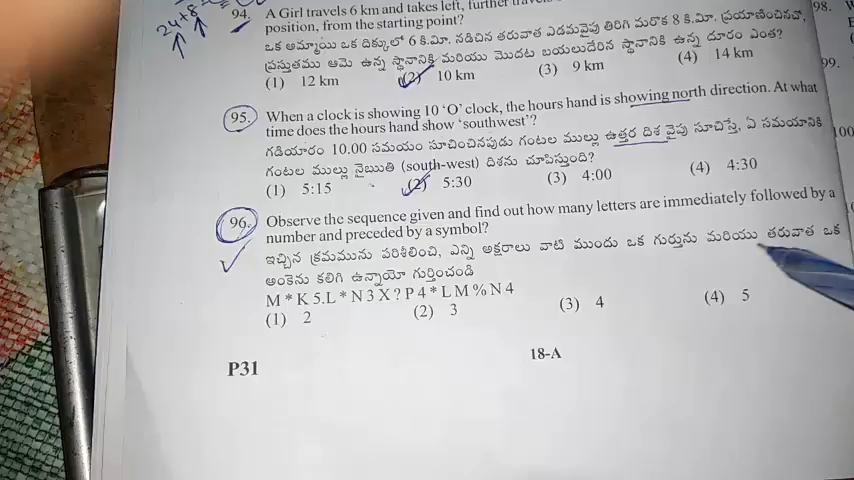 24+8
94. A Girl travels 6 km and takes left, further
position, from the starting point?
ఒక అమ్మాయి ఒక దిక్కులో 6 కి.మీ. నడిచిన తరువాత ఎడమవైపు తిరిగి మరొక 8 కి.మీ. ప్రయాణించినచో,
ప్రస్తుతము ఆమె ఉన్న స్థానానికి మరియు మొదట బయలుదేరిన స్థానానికి ఉన్న దూరం ఎంత?
(1) 12 km (2) 10 km (3) 9 km (4) 14 km
95. When a clock is showing 10 'O' clock, the hours hand is showing north direction. At what
time does the hours hand show 'southwest'?
గడియారం 10.00 సమయం సూచించినపుడు గంటల ముల్లు ఉత్తర దిశ వైపు సూచిస్తే, ఏ సమయానికి
గంటల ముల్లు నైఋతి (south-west) దిశను చూపిస్తుంది?
(1) 5:15 (2) 5:30 (3) 4:00 (4) 4:30
96. Observe the sequence given and find out how many letters are immediately followed by a
number and preceded by a symbol?
ఇచ్చిన క్రమమును పరిశీలించి, ఎన్ని అక్షరాలు వాటి ముందు ఒక గుర్తును మరియు తరువాత ఒక
అంకెను కలిగి ఉన్నాయో గుర్తించండి
M * K 5.L * N 3 X ? P 4 * L M % N 4
(1) 2 (2) 3 (3) 4 (4) 5
P31 18-A
98.
99.
100